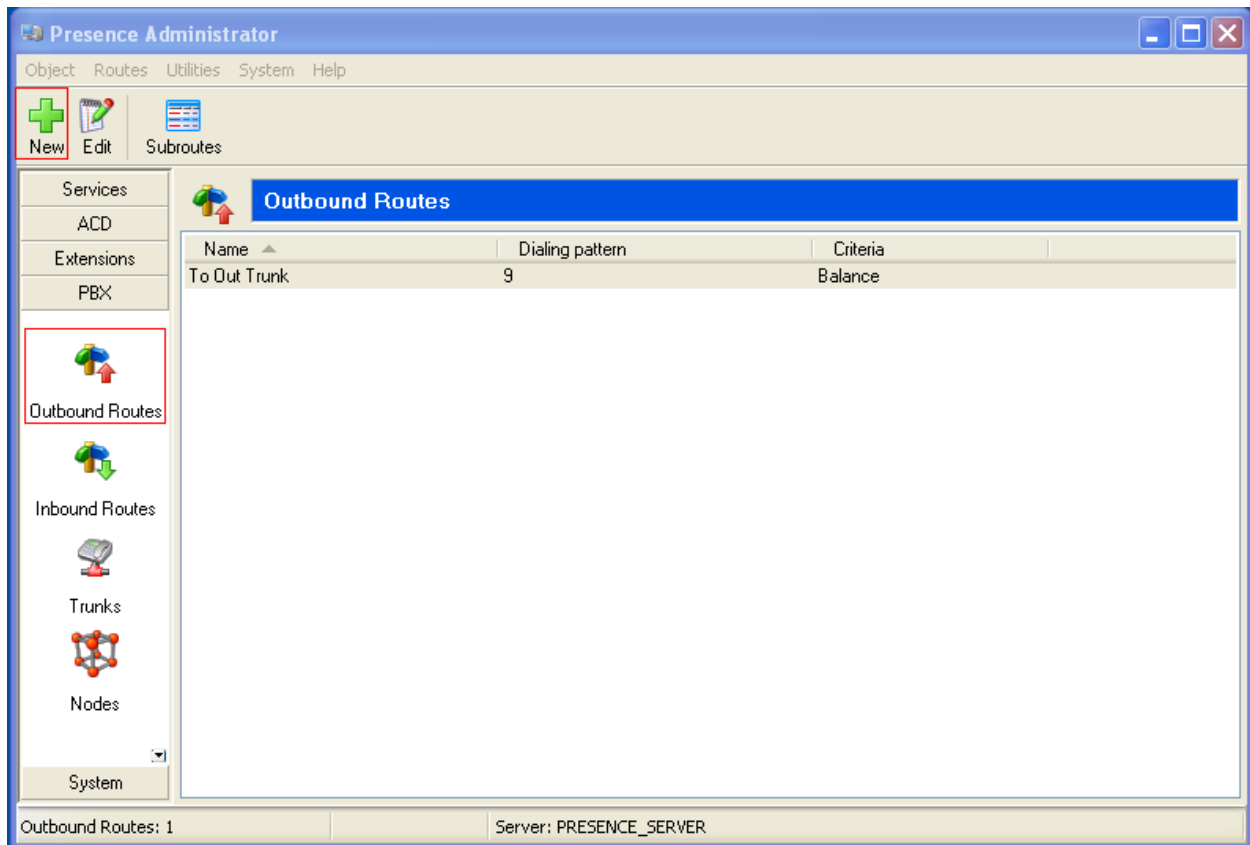 Presence Administrator
Object Routes Utilities System Help
New Edit Subroutes
Services
ACD
Extensions
PBX
Outbound Routes
Inbound Routes
Trunks
Nodes
System
Outbound Routes
Name Dialing pattern Criteria
To Out Trunk 9 Balance
Outbound Routes: 1 Server: PRESENCE_SERVER